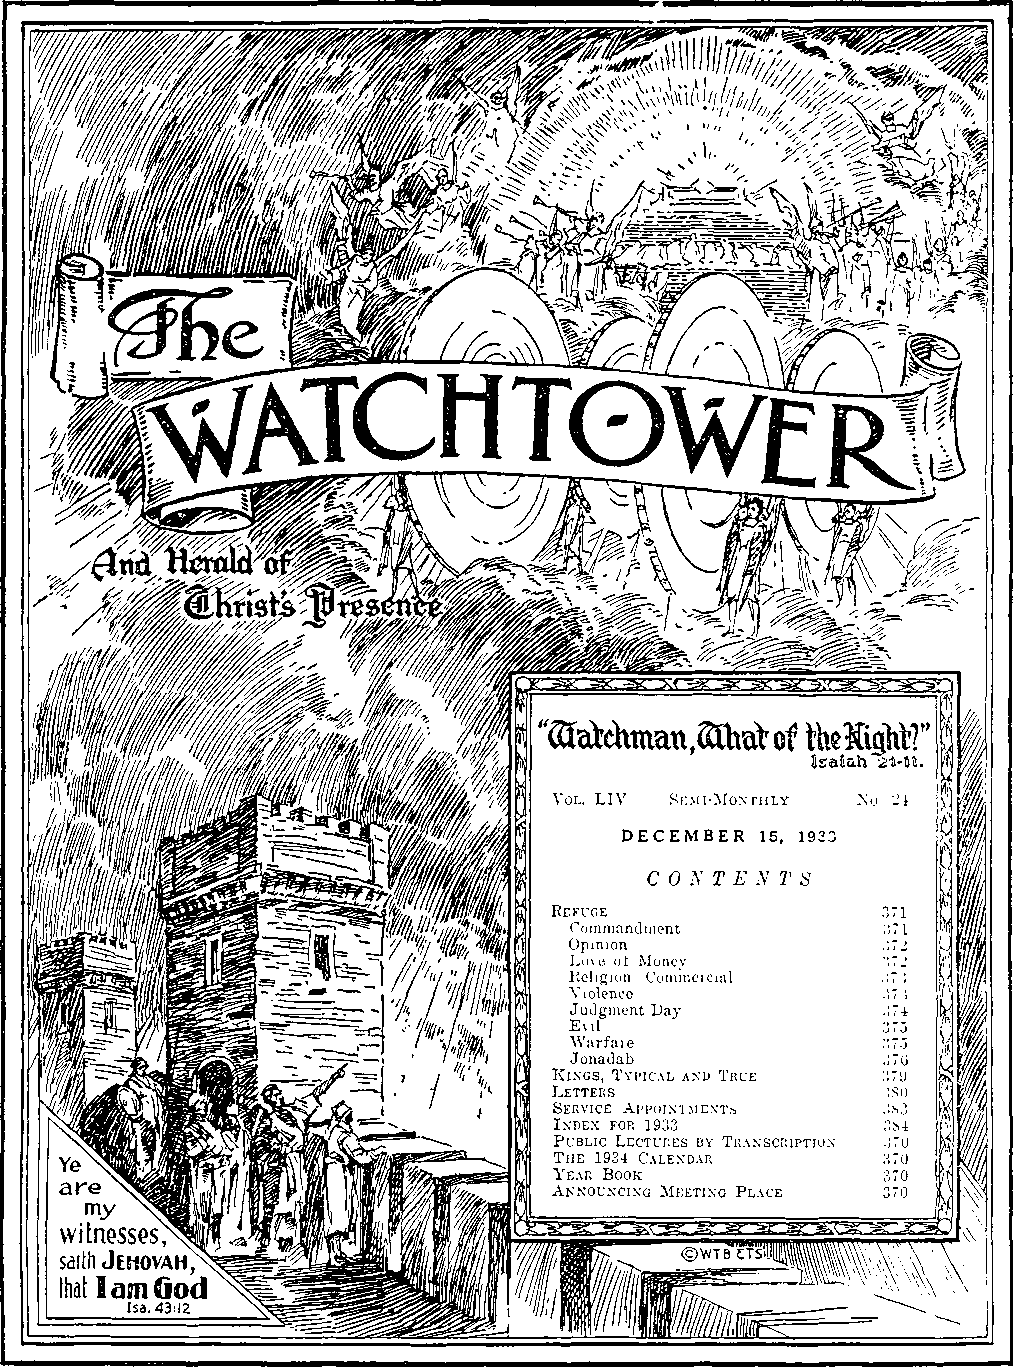 The
WATCHTOWER
And Herald of
Christ's Presence
"Watchman, What of the Night?"
Isaiah 21-11.
VOL. LIV SEMI-MONTHLY No 24
DECEMBER 15, 1933
CONTENTS
REFUGE 371
Commandment 371
Opinion 372
Love of Money 372
Religion Commercial
Violence
Judgment Day 374
Evil 375
Warfare 375
Jonadab 376
KINGS, TYPICAL AND TRUE 379
LETTERS 380
SERVICE APPOINTMENTS 383
INDEX FOR 1933 384
PUBLIC LECTURES BY TRANSCRIPTION 370
THE 1934 CALENDAR 370
YEAR BOOK 370
ANNOUNCING MEETING PLACE 370
©WTB &TS
Ye
are
my
witnesses,
saith JEHOVAH,
that I am God
Isa. 43:12